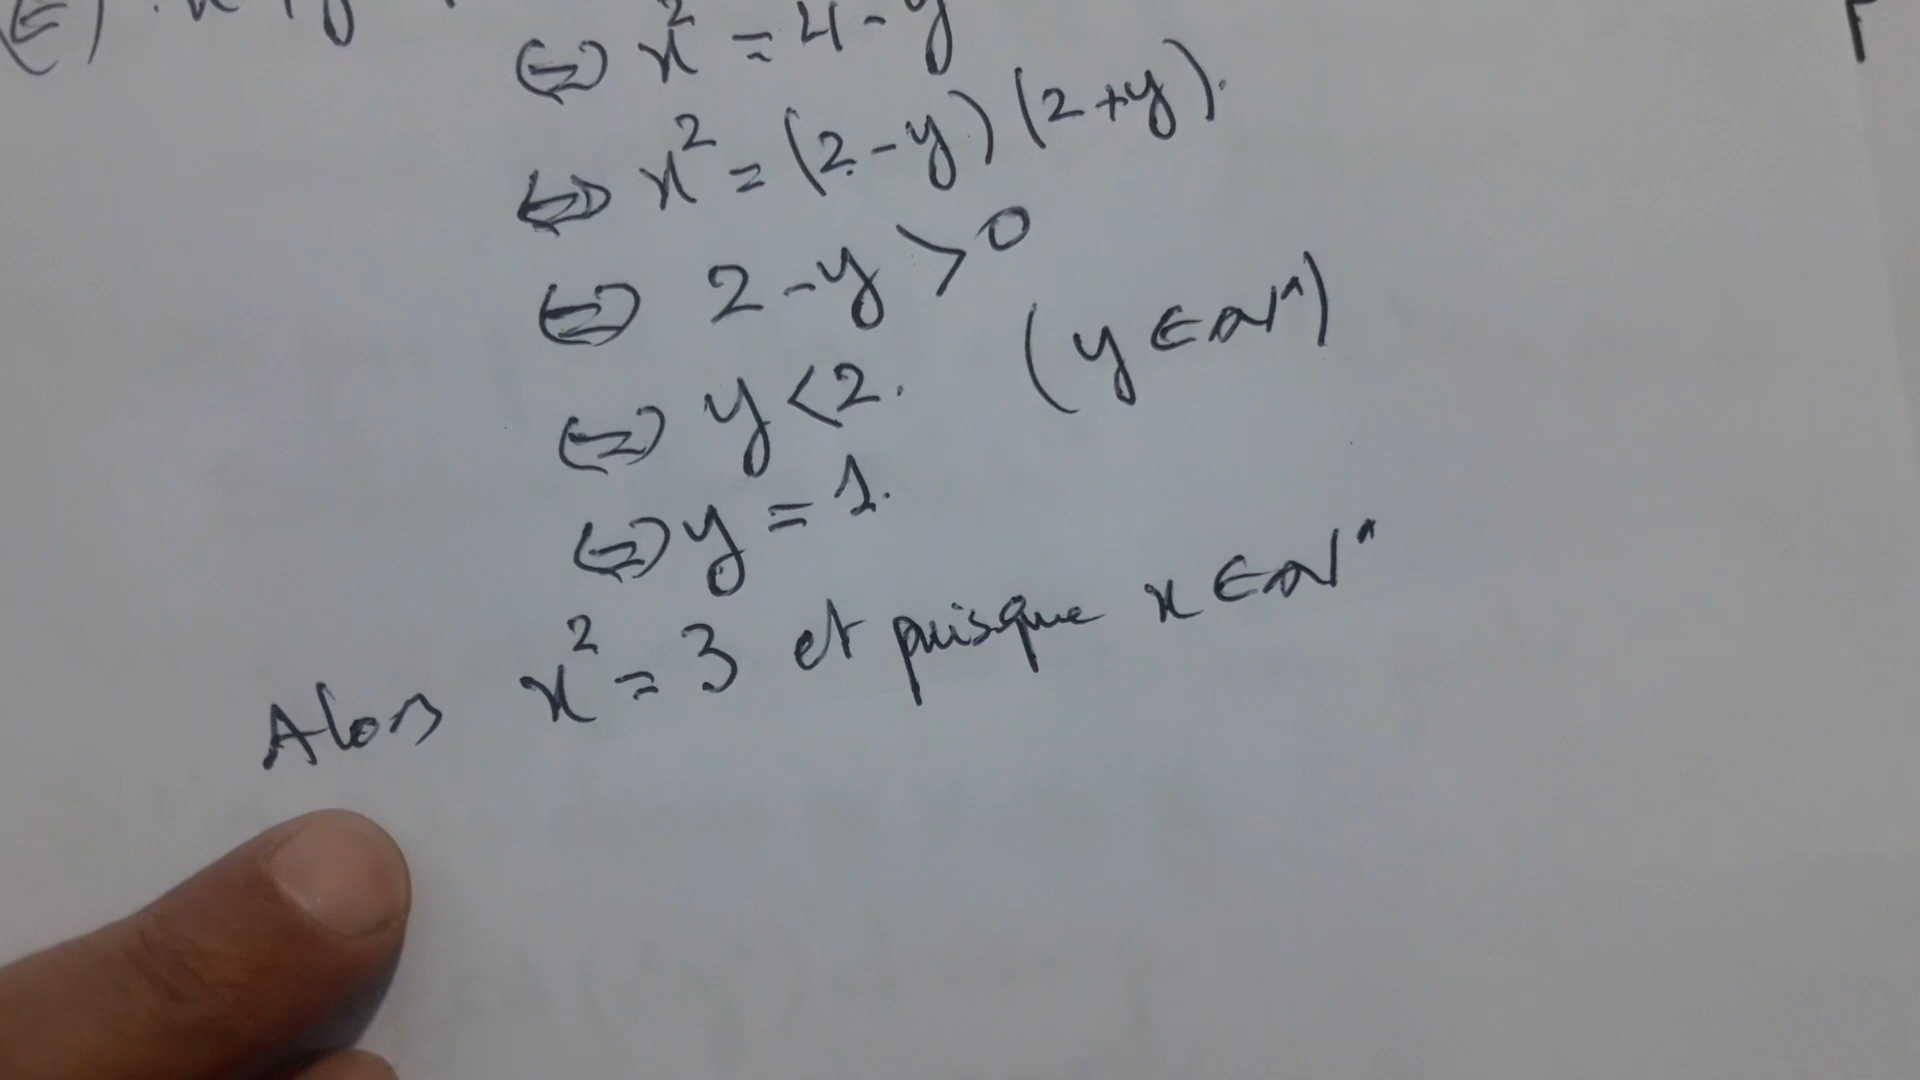 ⇔ x² = 4 - y
⇔ x² = (2-y)(2+y).
⇔ 2-y > 0
⇔ y < 2. (y ∈ ℕ*)
⇔ y = 1.
Alors x² = 3 et puisque x ∈ ℕ*